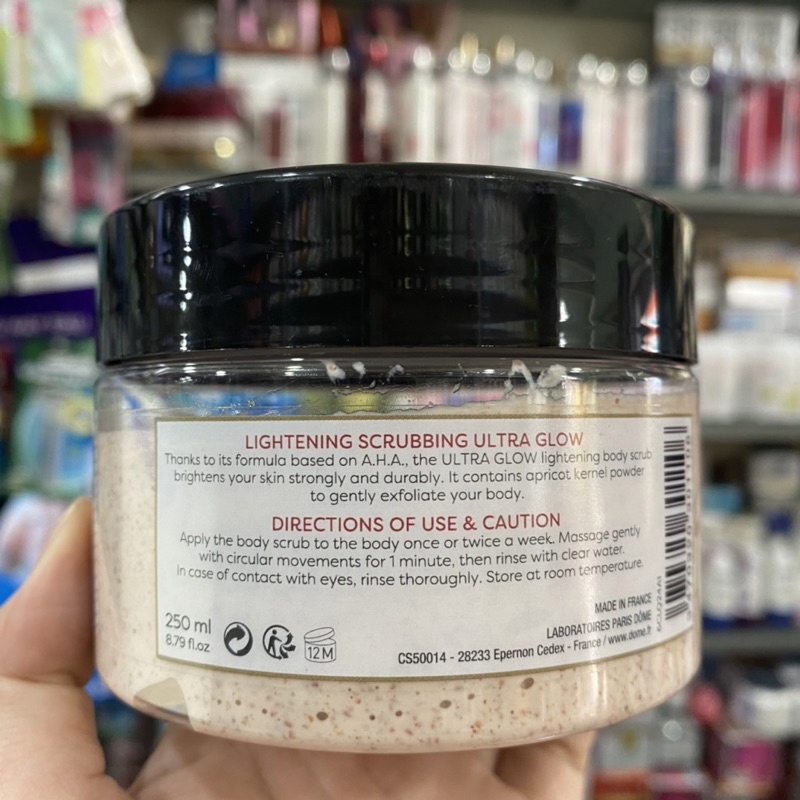 LIGHTENING SCRUBBING ULTRA GLOW
Thanks to its formula based on A.H.A., the ULTRA GLOW lightening body scrub
brightens your skin strongly and durably. It contains apricot kernel powder
to gently exfoliate your body.
DIRECTIONS OF USE & CAUTION
Apply the body scrub to the body once or twice a week. Massage gently
with circular movements for 1 minute, then rinse with clear water.
in case of contact with eyes, rinse thoroughly. Store at room temperature.
250 ml
8.79 fl.oz
12 M
MADE IN FRANCE
LABORATOIRES PARIS DÔME
CS50014 - 28233 Epernon Cedex - France / www.dome.fr